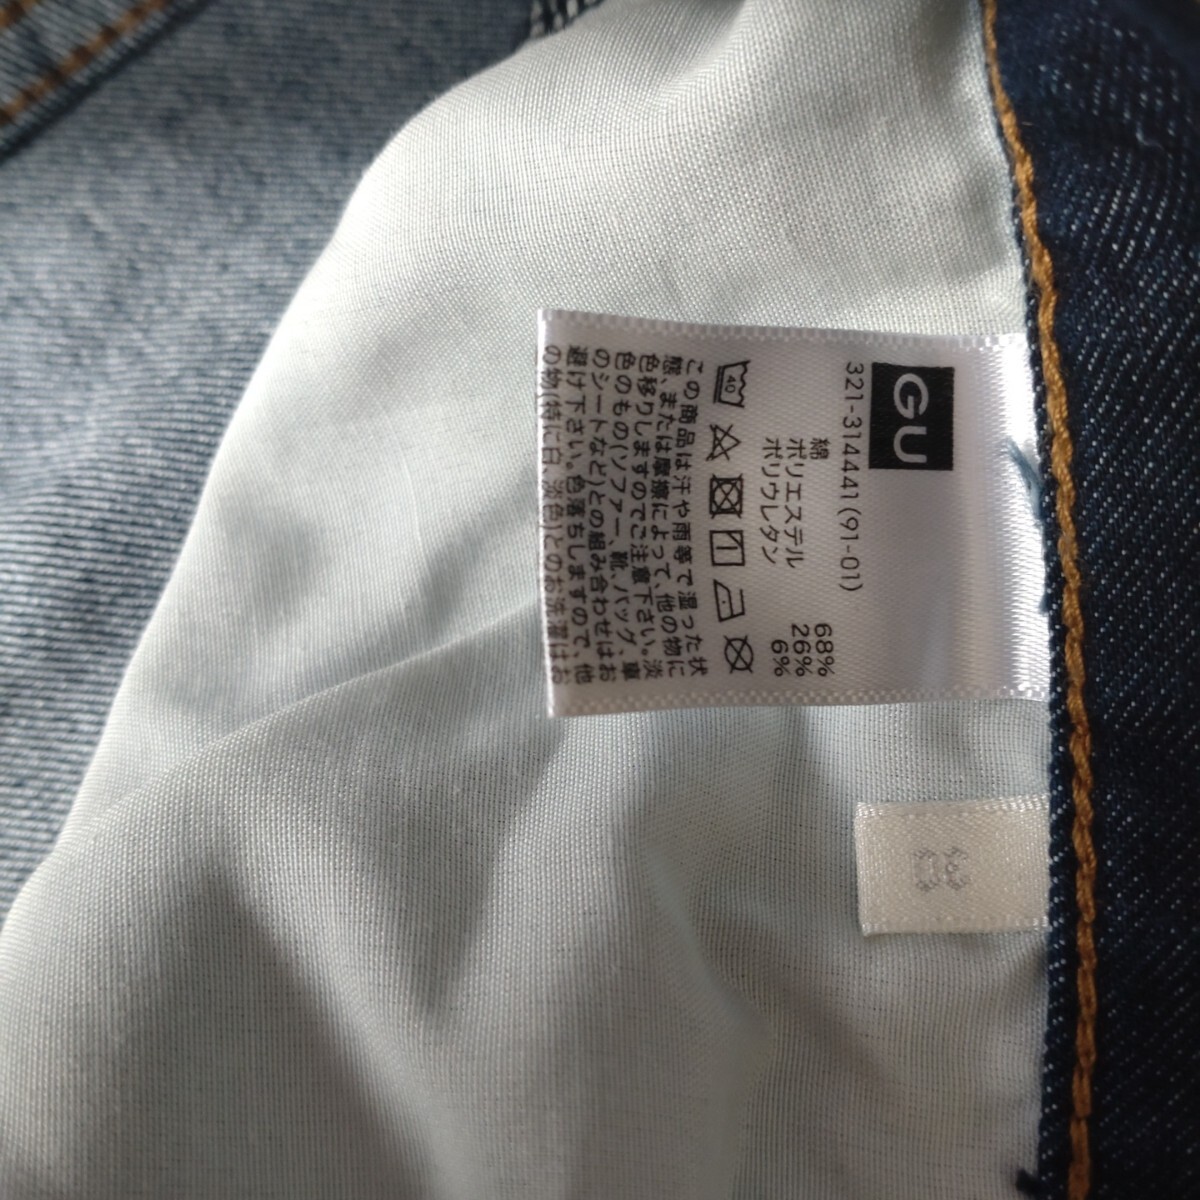 GU
321-314441(91-01)
綿 68%
ポリエステル 26%
ポリウレタン 6%
40
この商品は汗や雨等で湿った状
態、または摩擦によって、他の物に
色移りしますのでご注意下さい。淡
色のもの(ソファー、靴、バッグ、車
のシートなど)との組み合わせはお
避け下さい。色落ちしますので、他
の物(特に白、淡色)とのお洗濯はお
30